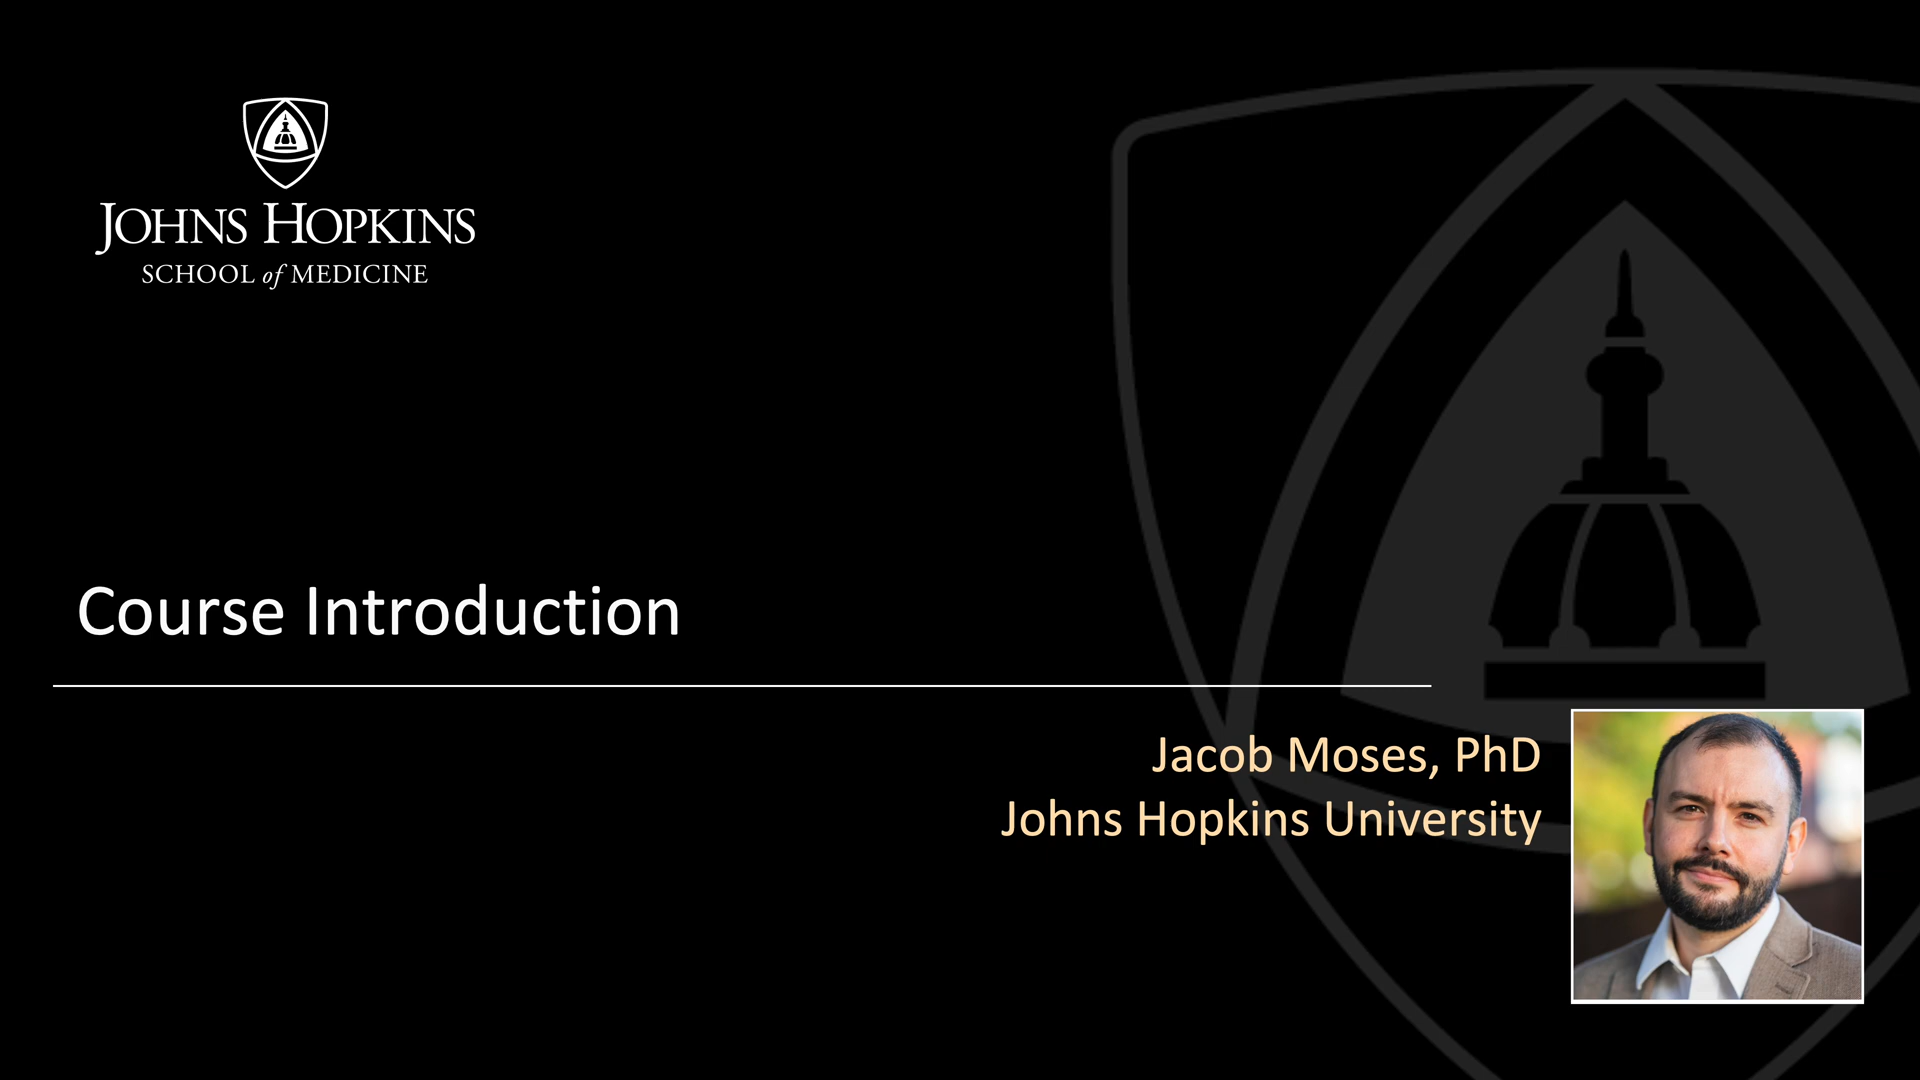 JOHNS HOPKINS
SCHOOL of MEDICINE
Course Introduction
Jacob Moses, PhD
Johns Hopkins University